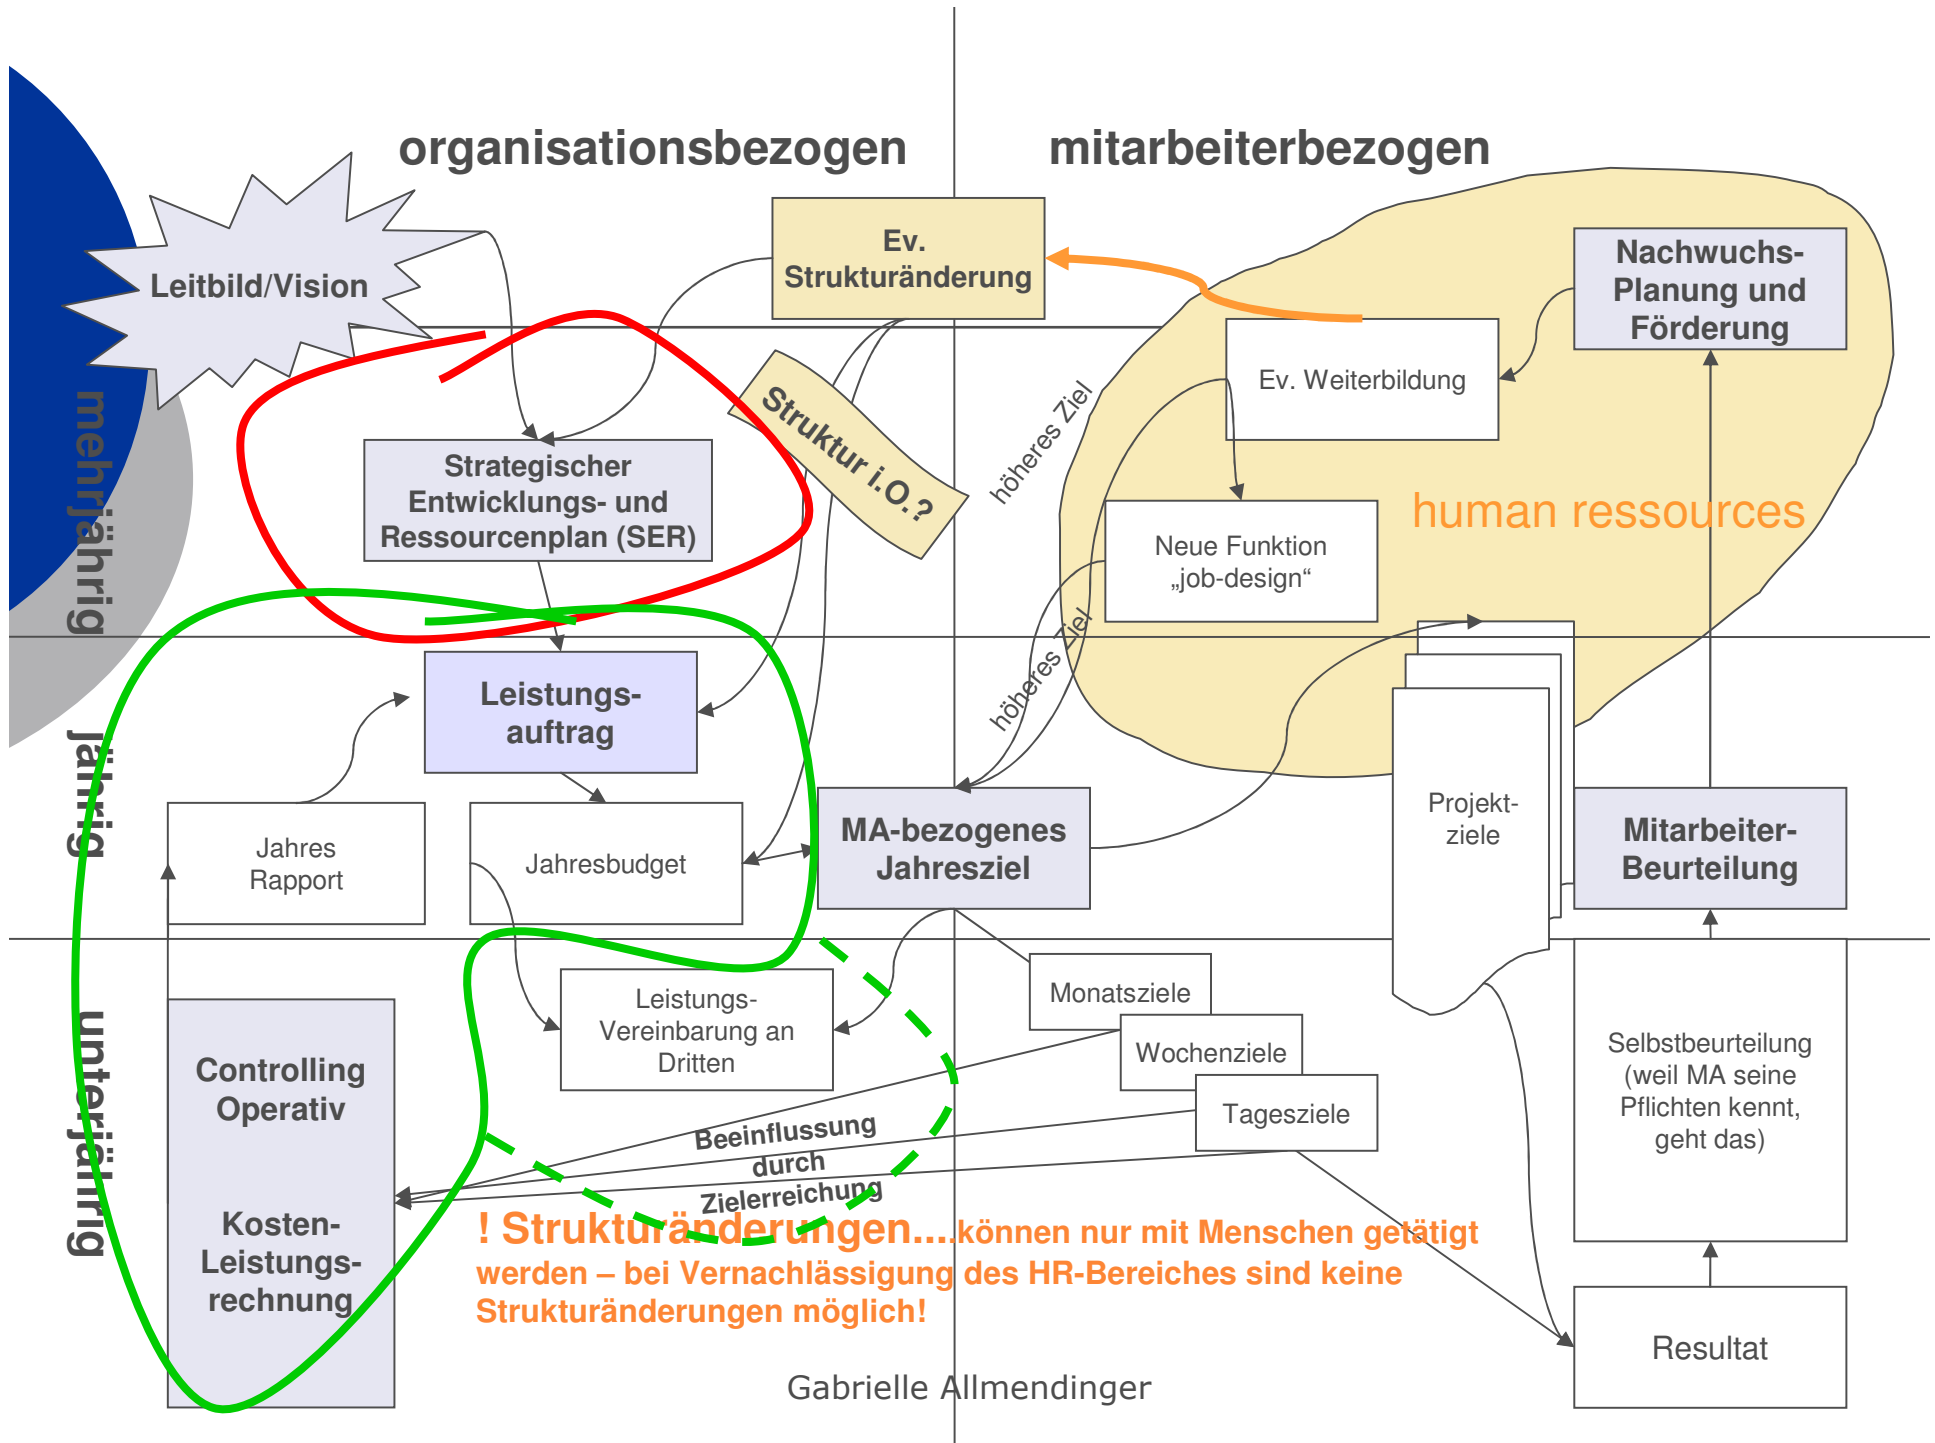 organisationsbezogen
mitarbeiterbezogen
Leitbild/Vision
Ev.
Strukturänderung
Nachwuchs-
Planung und
Förderung
Ev. Weiterbildung
mehrjährig
Strategischer
Entwicklungs- und
Ressourcenplan (SER)
Struktur i.O.?
höheres Ziel
human ressources
Neue Funktion
„job-design“
höheres Ziel
jährig
Leistungs-
auftrag
Jahres
Rapport
Jahresbudget
MA-bezogenes
Jahresziel
Projekt-
ziele
Mitarbeiter-
Beurteilung
unterjährig
Controlling
Operativ
Kosten-
Leistungs-
rechnung
Leistungs-
Vereinbarung an
Dritten
Monatsziele
Wochenziele
Tagesziele
Selbstbeurteilung
(weil MA seine
Pflichten kennt,
geht das)
Beeinflussung
durch
Zielerreichung
! Strukturänderungen....können nur mit Menschen getätigt
werden – bei Vernachlässigung des HR-Bereiches sind keine
Strukturänderungen möglich!
Resultat
Gabrielle Allmendinger